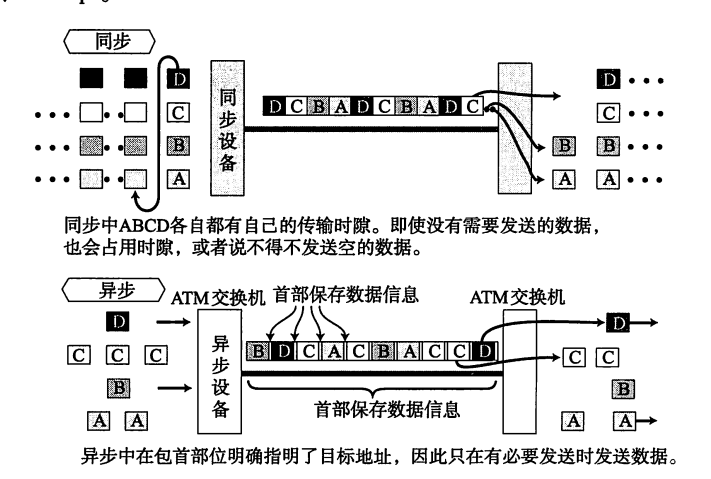 同步
D
D
同步设备
D C B A D C B A D C
C
C
B
B
B
A
A
A
同步中ABCD各自都有自己的传输时隙。即使没有需要发送的数据，
也会占用时隙，或者说不得不发送空的数据。
异步
ATM交换机
首部保存数据信息
ATM交换机
D
D
异步设备
B D C A C B A C C D
C C C
C C
B
B
首部保存数据信息
A A
A A
异步中在包首部位明确指明了目标地址，因此只在有必要发送时发送数据。